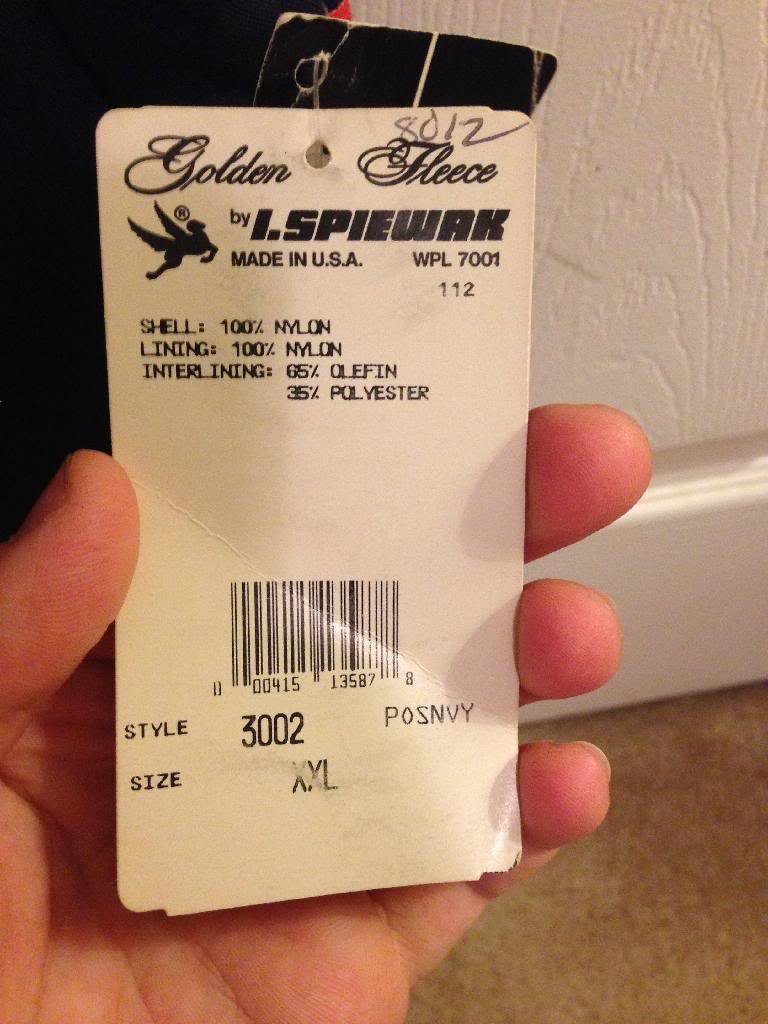 8012
Golden Fleece
® by I.SPIEWAK
MADE IN U.S.A. WPL 7001
112
SHELL: 100% NYLON
LINING: 100% NYLON
INTERLINING: 65% OLEFIN
35% POLYESTER
0 00415 13587 8
STYLE 3002 POSNVY
SIZE XXL